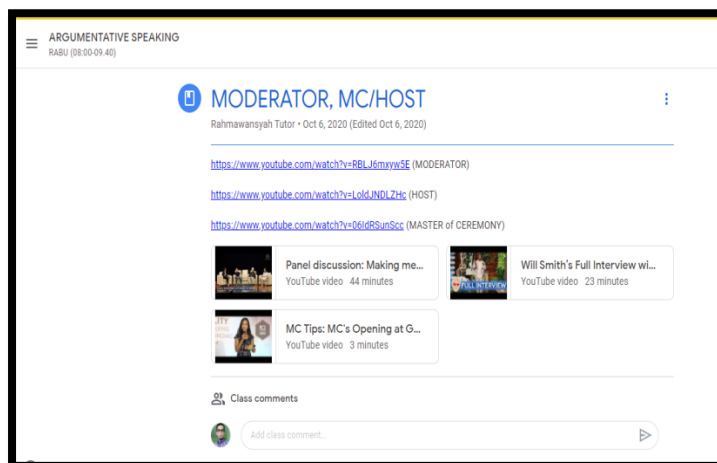 ARGUMENTATIVE SPEAKING
RABU (08:00-09.40)
MODERATOR, MC/HOST
Rahmawansyah Tutor • Oct 6, 2020 (Edited Oct 6, 2020)
https://www.youtube.com/watch?v=RBLJ6mxyw5E (MODERATOR)
https://www.youtube.com/watch?v=LoldJNDLZHc (HOST)
https://www.youtube.com/watch?v=06IdRSunScc (MASTER of CEREMONY)
Panel discussion: Making me...
YouTube video 44 minutes
Will Smith's Full Interview wi...
YouTube video 23 minutes
FULL INTERVIEW
MC Tips: MC's Opening at G...
YouTube video 3 minutes
Class comments
Add class comment...